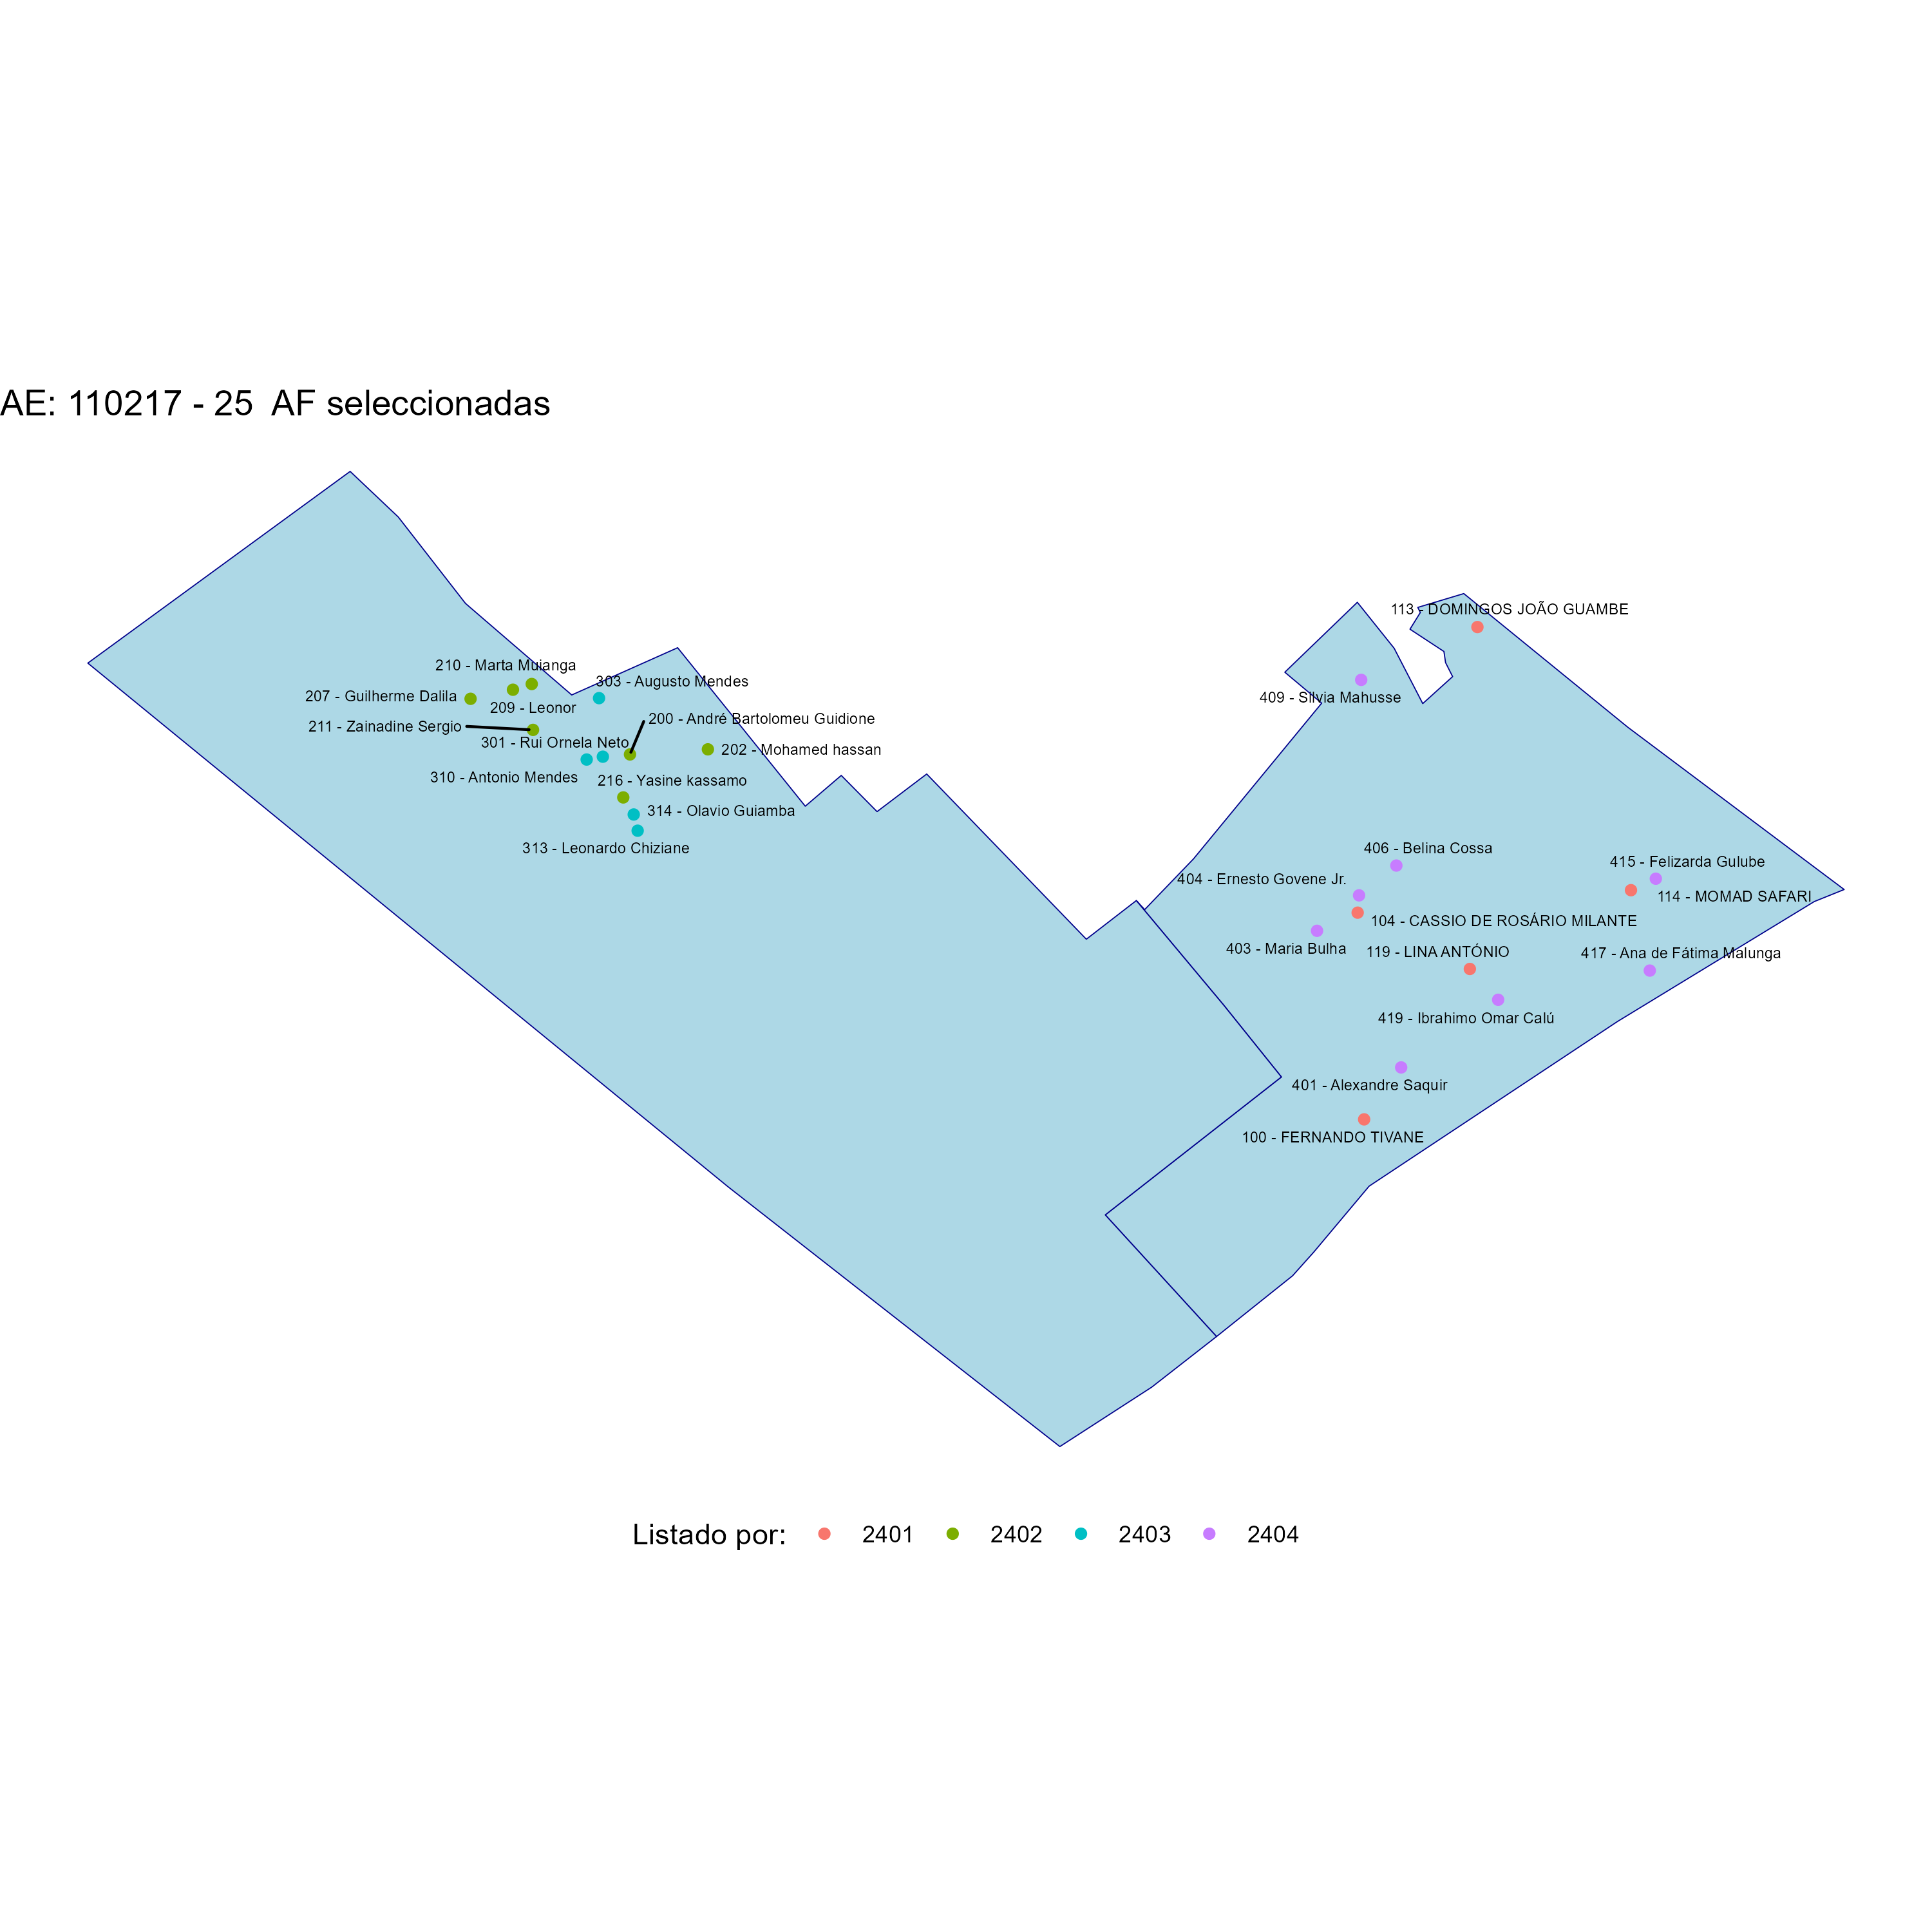 AE: 110217 - 25  AF seleccionadas
113 - DOMINGOS JOÃO GUAMBE
210 - Marta Muianga
303 - Augusto Mendes
207 - Guilherme Dalila
409 - Silvia Mahusse
209 - Leonor
200 - André Bartolomeu Guidione
211 - Zainadine Sergio
301 - Rui Ornela Neto
202 - Mohamed hassan
310 - Antonio Mendes
216 - Yasine kassamo
314 - Olavio Guiamba
313 - Leonardo Chiziane
406 - Belina Cossa
415 - Felizarda Gulube
404 - Ernesto Govene Jr.
114 - MOMAD SAFARI
104 - CASSIO DE ROSÁRIO MILANTE
403 - Maria Bulha
119 - LINA ANTÓNIO
417 - Ana de Fátima Malunga
419 - Ibrahimo Omar Calú
401 - Alexandre Saquir
100 - FERNANDO TIVANE
Listado por: 2401 2402 2403 2404